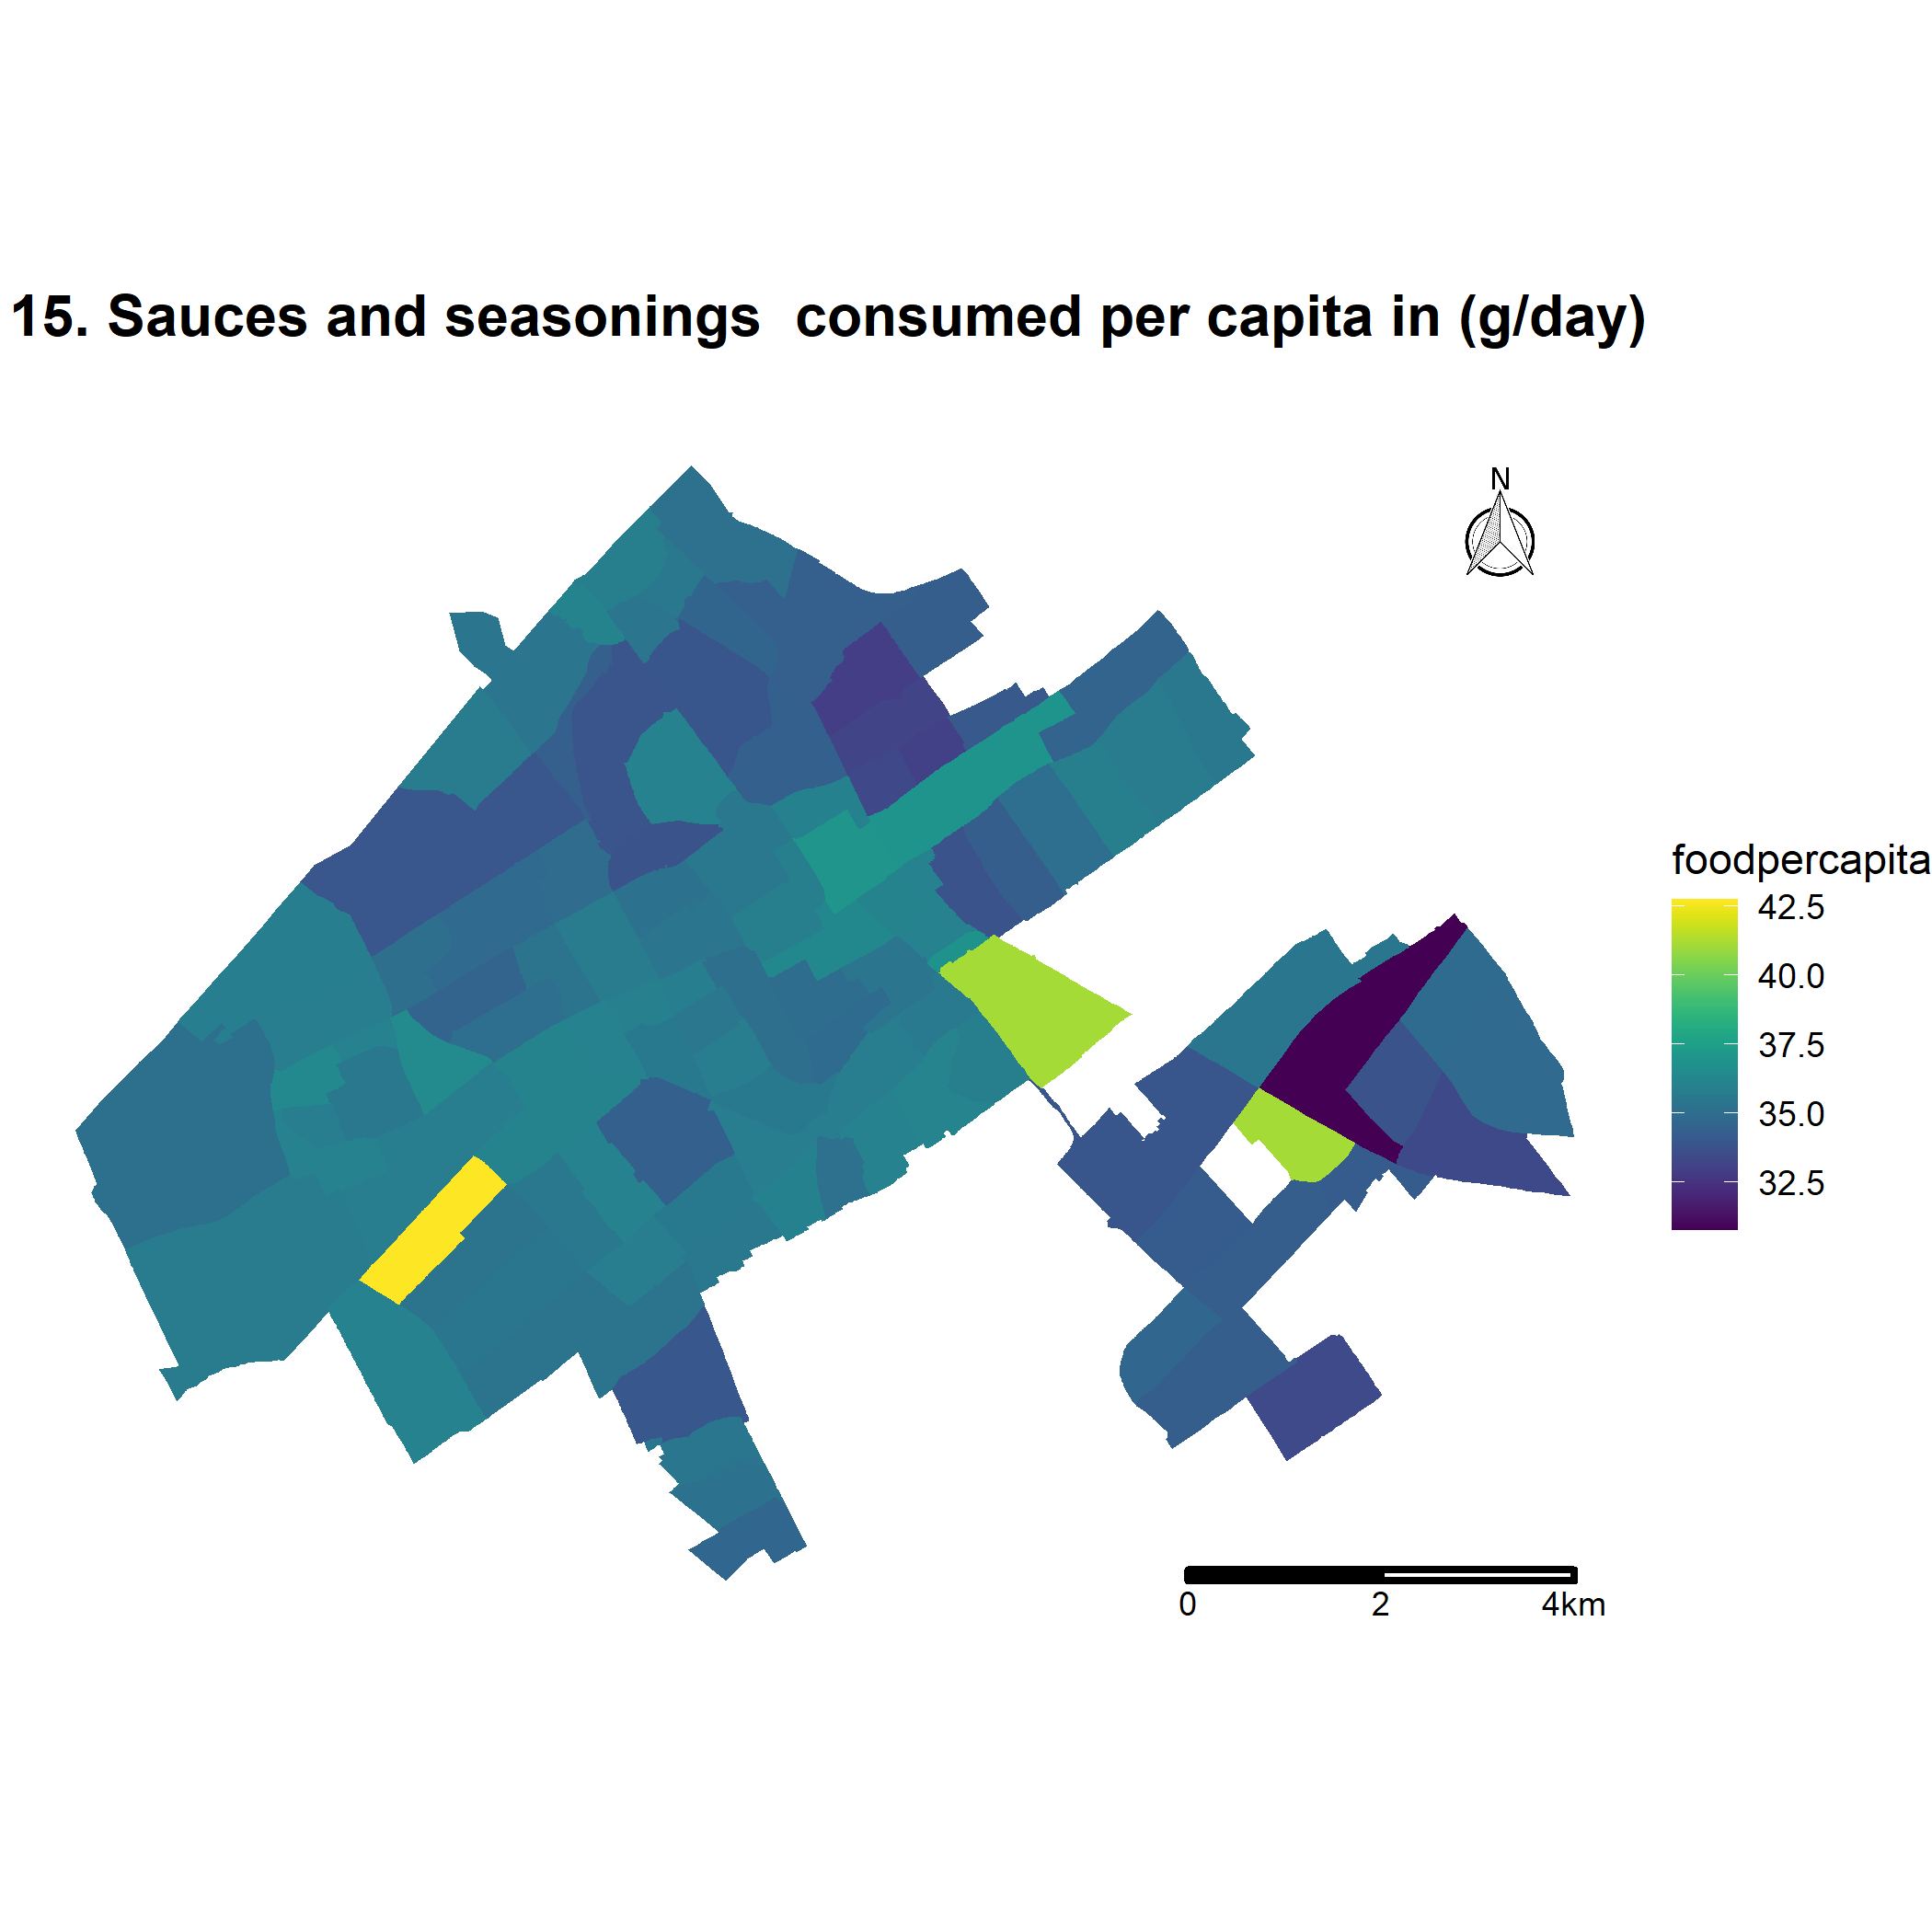 15. Sauces and seasonings  consumed per capita in (g/day)
N
foodpercapita
42.5
40.0
37.5
35.0
32.5
0 2 4km